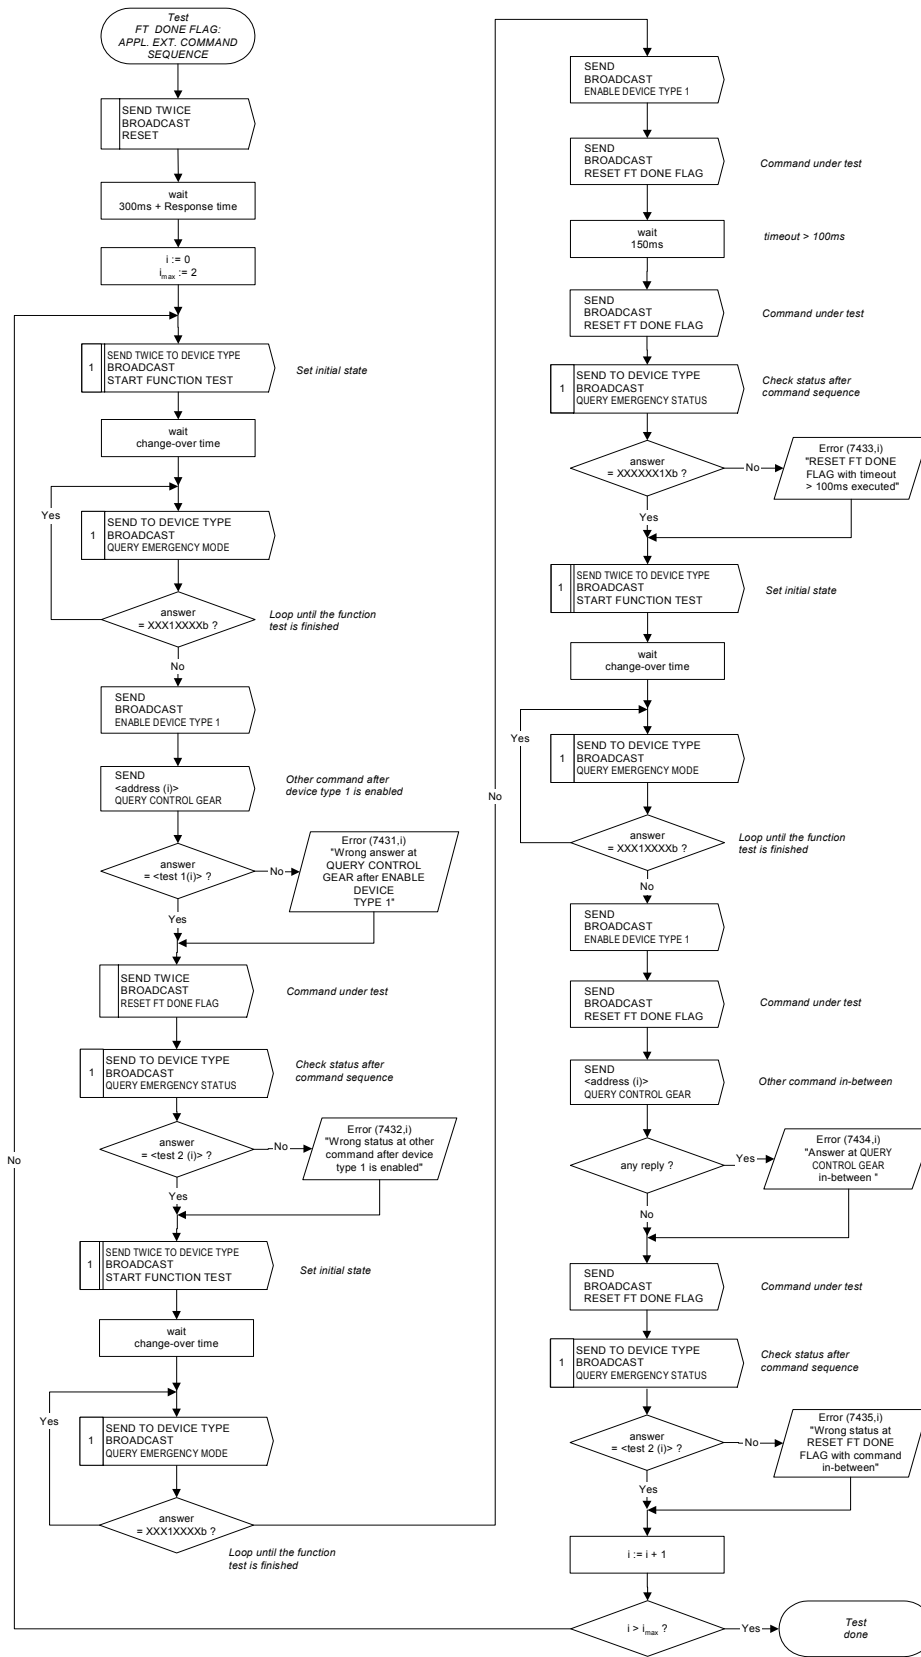 Test
FT DONE FLAG:
APPL. EXT. COMMAND
SEQUENCE
SEND TWICE
BROADCAST
RESET
wait
300ms + Response time
i := 0
imax := 2
1
SEND TWICE TO DEVICE TYPE
BROADCAST
START FUNCTION TEST
Set initial state
wait
change-over time
Yes
1
SEND TO DEVICE TYPE
BROADCAST
QUERY EMERGENCY MODE
answer
= XXX1XXXXb ?
Loop until the function
test is finished
No
SEND
BROADCAST
ENABLE DEVICE TYPE 1
SEND
<address (i)>
QUERY CONTROL GEAR
Other command after
device type 1 is enabled
answer
= <test 1(i)> ?
No
Error (7431,i)
"Wrong answer at
QUERY CONTROL
GEAR after ENABLE
DEVICE
TYPE 1"
Yes
SEND TWICE
BROADCAST
RESET FT DONE FLAG
Command under test
1
SEND TO DEVICE TYPE
BROADCAST
QUERY EMERGENCY STATUS
Check status after
command sequence
answer
= <test 2 (i)> ?
No
Error (7432,i)
"Wrong status at other
command after device
type 1 is enabled"
Yes
No
1
SEND TWICE TO DEVICE TYPE
BROADCAST
START FUNCTION TEST
Set initial state
wait
change-over time
Yes
1
SEND TO DEVICE TYPE
BROADCAST
QUERY EMERGENCY MODE
answer
= XXX1XXXXb ?
Loop until the function
test is finished
No
SEND
BROADCAST
ENABLE DEVICE TYPE 1
SEND
BROADCAST
RESET FT DONE FLAG
Command under test
wait
150ms
timeout > 100ms
SEND
BROADCAST
RESET FT DONE FLAG
Command under test
1
SEND TO DEVICE TYPE
BROADCAST
QUERY EMERGENCY STATUS
Check status after
command sequence
answer
= XXXXXX1Xb ?
No
Error (7433,i)
"RESET FT DONE
FLAG with timeout
> 100ms executed"
Yes
1
SEND TWICE TO DEVICE TYPE
BROADCAST
START FUNCTION TEST
Set initial state
wait
change-over time
Yes
1
SEND TO DEVICE TYPE
BROADCAST
QUERY EMERGENCY MODE
answer
= XXX1XXXXb ?
Loop until the function
test is finished
No
SEND
BROADCAST
ENABLE DEVICE TYPE 1
SEND
BROADCAST
RESET FT DONE FLAG
Command under test
SEND
<address (i)>
QUERY CONTROL GEAR
Other command in-between
any reply ?
Yes
Error (7434,i)
"Answer at QUERY
CONTROL GEAR
in-between "
No
SEND
BROADCAST
RESET FT DONE FLAG
Command under test
1
SEND TO DEVICE TYPE
BROADCAST
QUERY EMERGENCY STATUS
Check status after
command sequence
answer
= <test 2 (i)> ?
No
Error (7435,i)
"Wrong status at
RESET FT DONE
FLAG with command
in-between"
Yes
i := i + 1
i > imax ?
Yes
Test
done